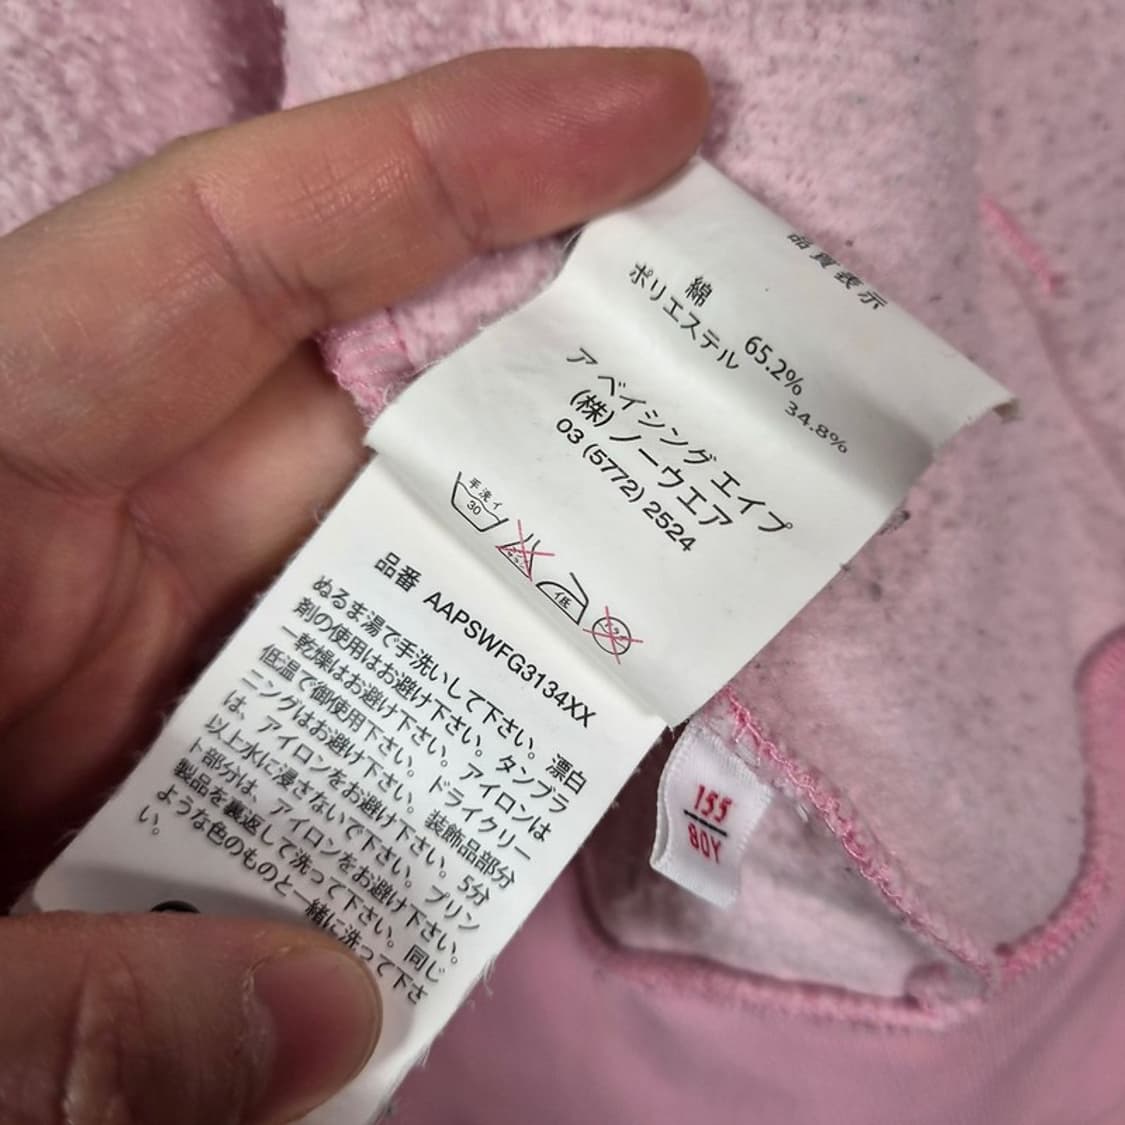 品質表示
綿 65.2%
ポリエステル 34.8%
ア ベイシング エイプ
(株) ノーウエア
03 (5772) 2524
手洗イ
30
低
品番 AAPSWFG3134XX
ぬるま湯で手洗いして下さい。漂白
剤の使用はお避け下さい。タンブラ
ー乾燥はお避け下さい。アイロンは
低温で御使用下さい。ドライクリー
ニングはお避け下さい。装飾品部分
は、アイロンをお避け下さい。5分
以上水に浸さないで下さい。プリン
ト部分は、アイロンをお避け下さい。
製品を裏返して洗って下さい。同じ
ような色のものと一緒に洗って下さ
い。
155
80Y